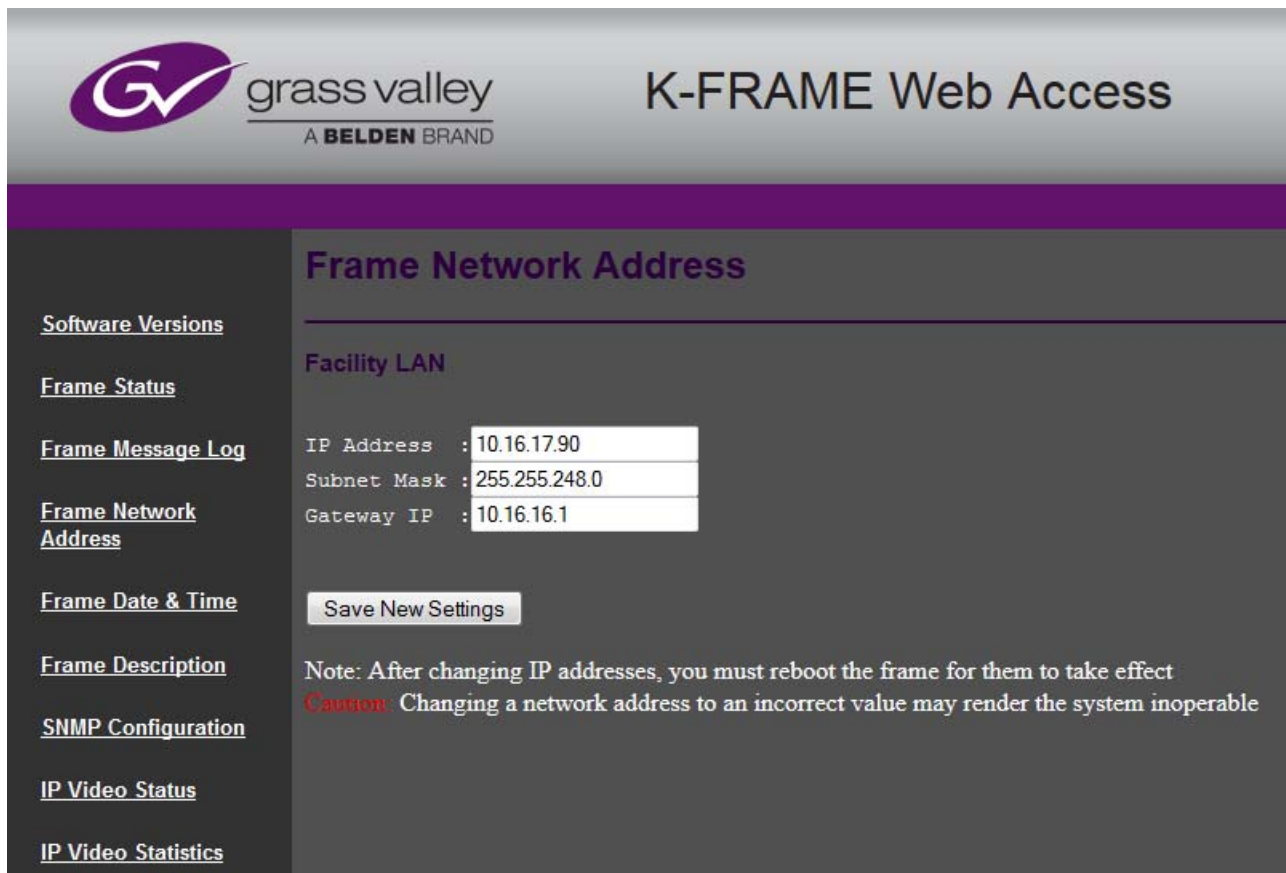 GV grass valley
A BELDEN BRAND
K-FRAME Web Access
Software Versions
Frame Status
Frame Message Log
Frame Network
Address
Frame Date & Time
Frame Description
SNMP Configuration
IP Video Status
IP Video Statistics
Frame Network Address
Facility LAN
IP Address : 10.16.17.90
Subnet Mask : 255.255.248.0
Gateway IP : 10.16.16.1
Save New Settings
Note: After changing IP addresses, you must reboot the frame for them to take effect
Caution: Changing a network address to an incorrect value may render the system inoperable